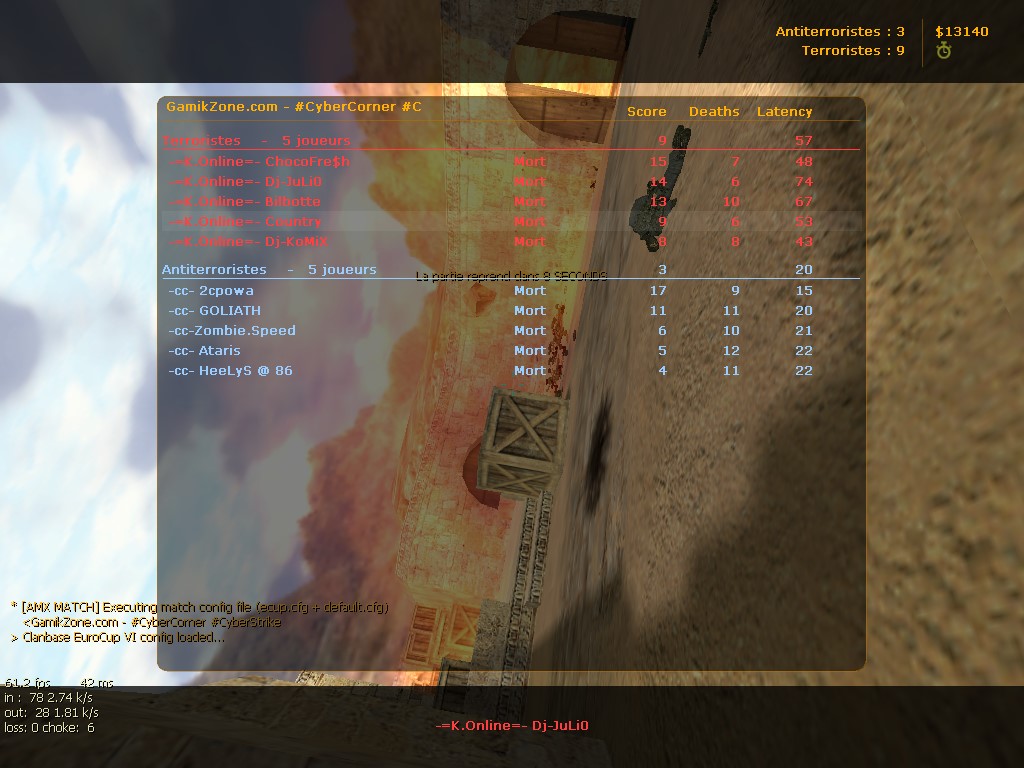 Antiterroristes : 3 $13140
Terroristes : 9
GamikZone.com - #CyberCorner #C
Score Deaths Latency
Terroristes - 5 joueurs 9 57
-=K.Online=- ChocoFre$h Mort 15 7 48
-=K.Online=- Dj-JuLi0 Mort 14 6 74
-=K.Online=- Bilbotte Mort 13 10 67
-=K.Online=- Country Mort 9 6 53
-=K.Online=- Dj-KoMiX Mort 8 8 43
Antiterroristes - 5 joueurs 3 20
La partie reprend dans 8 SECONDS
-cc- 2cpowa Mort 17 9 15
-cc- GOLIATH Mort 11 11 20
-cc-Zombie.Speed Mort 6 10 21
-cc- Ataris Mort 5 12 22
-cc- HeeLyS @ 86 Mort 4 11 22
* [AMX MATCH] Executing match config file (ecup.cfg + default.cfg)
<GamikZone.com - #CyberCorner #CyberStrike
> Clanbase EuroCup VI config loaded...
61.2 fps 42 ms
in : 78 2.74 k/s
out: 28 1.81 k/s
loss: 0 choke: 6
-=K.Online=- Dj-JuLi0